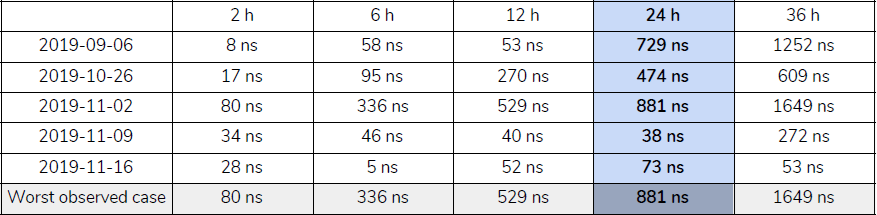 2 h 6 h 12 h 24 h 36 h
2019-09-06 8 ns 58 ns 53 ns 729 ns 1252 ns
2019-10-26 17 ns 95 ns 270 ns 474 ns 609 ns
2019-11-02 80 ns 336 ns 529 ns 881 ns 1649 ns
2019-11-09 34 ns 46 ns 40 ns 38 ns 272 ns
2019-11-16 28 ns 5 ns 52 ns 73 ns 53 ns
Worst observed case 80 ns 336 ns 529 ns 881 ns 1649 ns